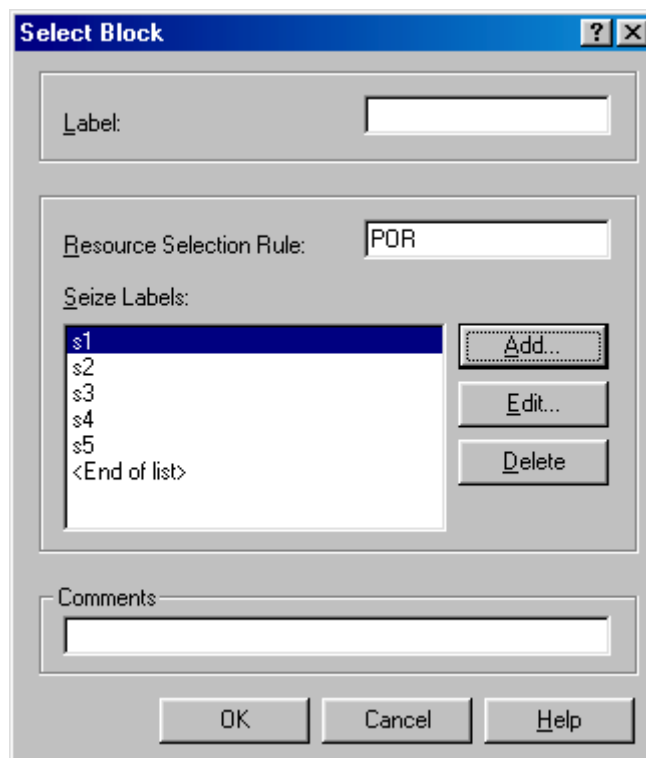 Select Block
Label:
Resource Selection Rule: POR
Seize Labels:
s1
s2
s3
s4
s5
<End of list>
Add...
Edit...
Delete
Comments
OK Cancel Help